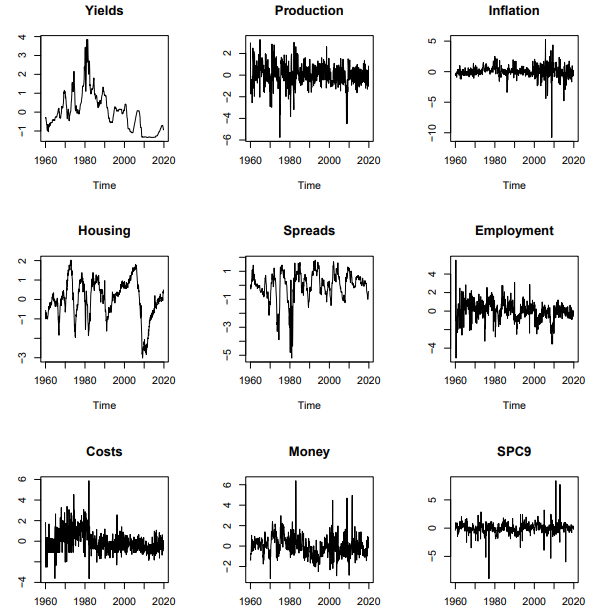 Yields Production Inflation
4 3 2 1 0 −1
2 0 −2 −4 −6
5 0 −5 −10
1960 1980 2000 2020 1960 1980 2000 2020 1960 1980 2000 2020
Time Time Time
Housing Spreads Employment
2 1 0 −1 −3
1 −1 −3 −5
4 2 0 −4
1960 1980 2000 2020 1960 1980 2000 2020 1960 1980 2000 2020
Time Time Time
Costs Money SPC9
6 4 2 0 −4
6 4 2 0 −2
5 0 −5
1960 1980 2000 2020 1960 1980 2000 2020 1960 1980 2000 2020